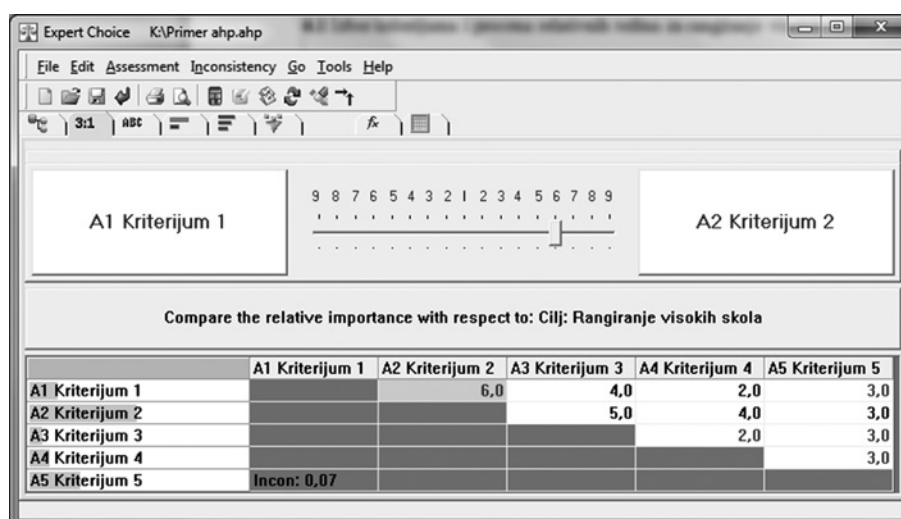 Expert Choice K:\Primer ahp.ahp
File Edit Assessment Inconsistency Go Tools Help
3:1 ABC fx
A1 Kriterijum 1
9 8 7 6 5 4 3 2 1 2 3 4 5 6 7 8 9
A2 Kriterijum 2
Compare the relative importance with respect to: Cilj: Rangiranje visokih skola
A1 Kriterijum 1 A2 Kriterijum 2 A3 Kriterijum 3 A4 Kriterijum 4 A5 Kriterijum 5
A1 Kriterijum 1 6,0 4,0 2,0 3,0
A2 Kriterijum 2 5,0 4,0 3,0
A3 Kriterijum 3 2,0 3,0
A4 Kriterijum 4 3,0
A5 Kriterijum 5 Incon: 0,07